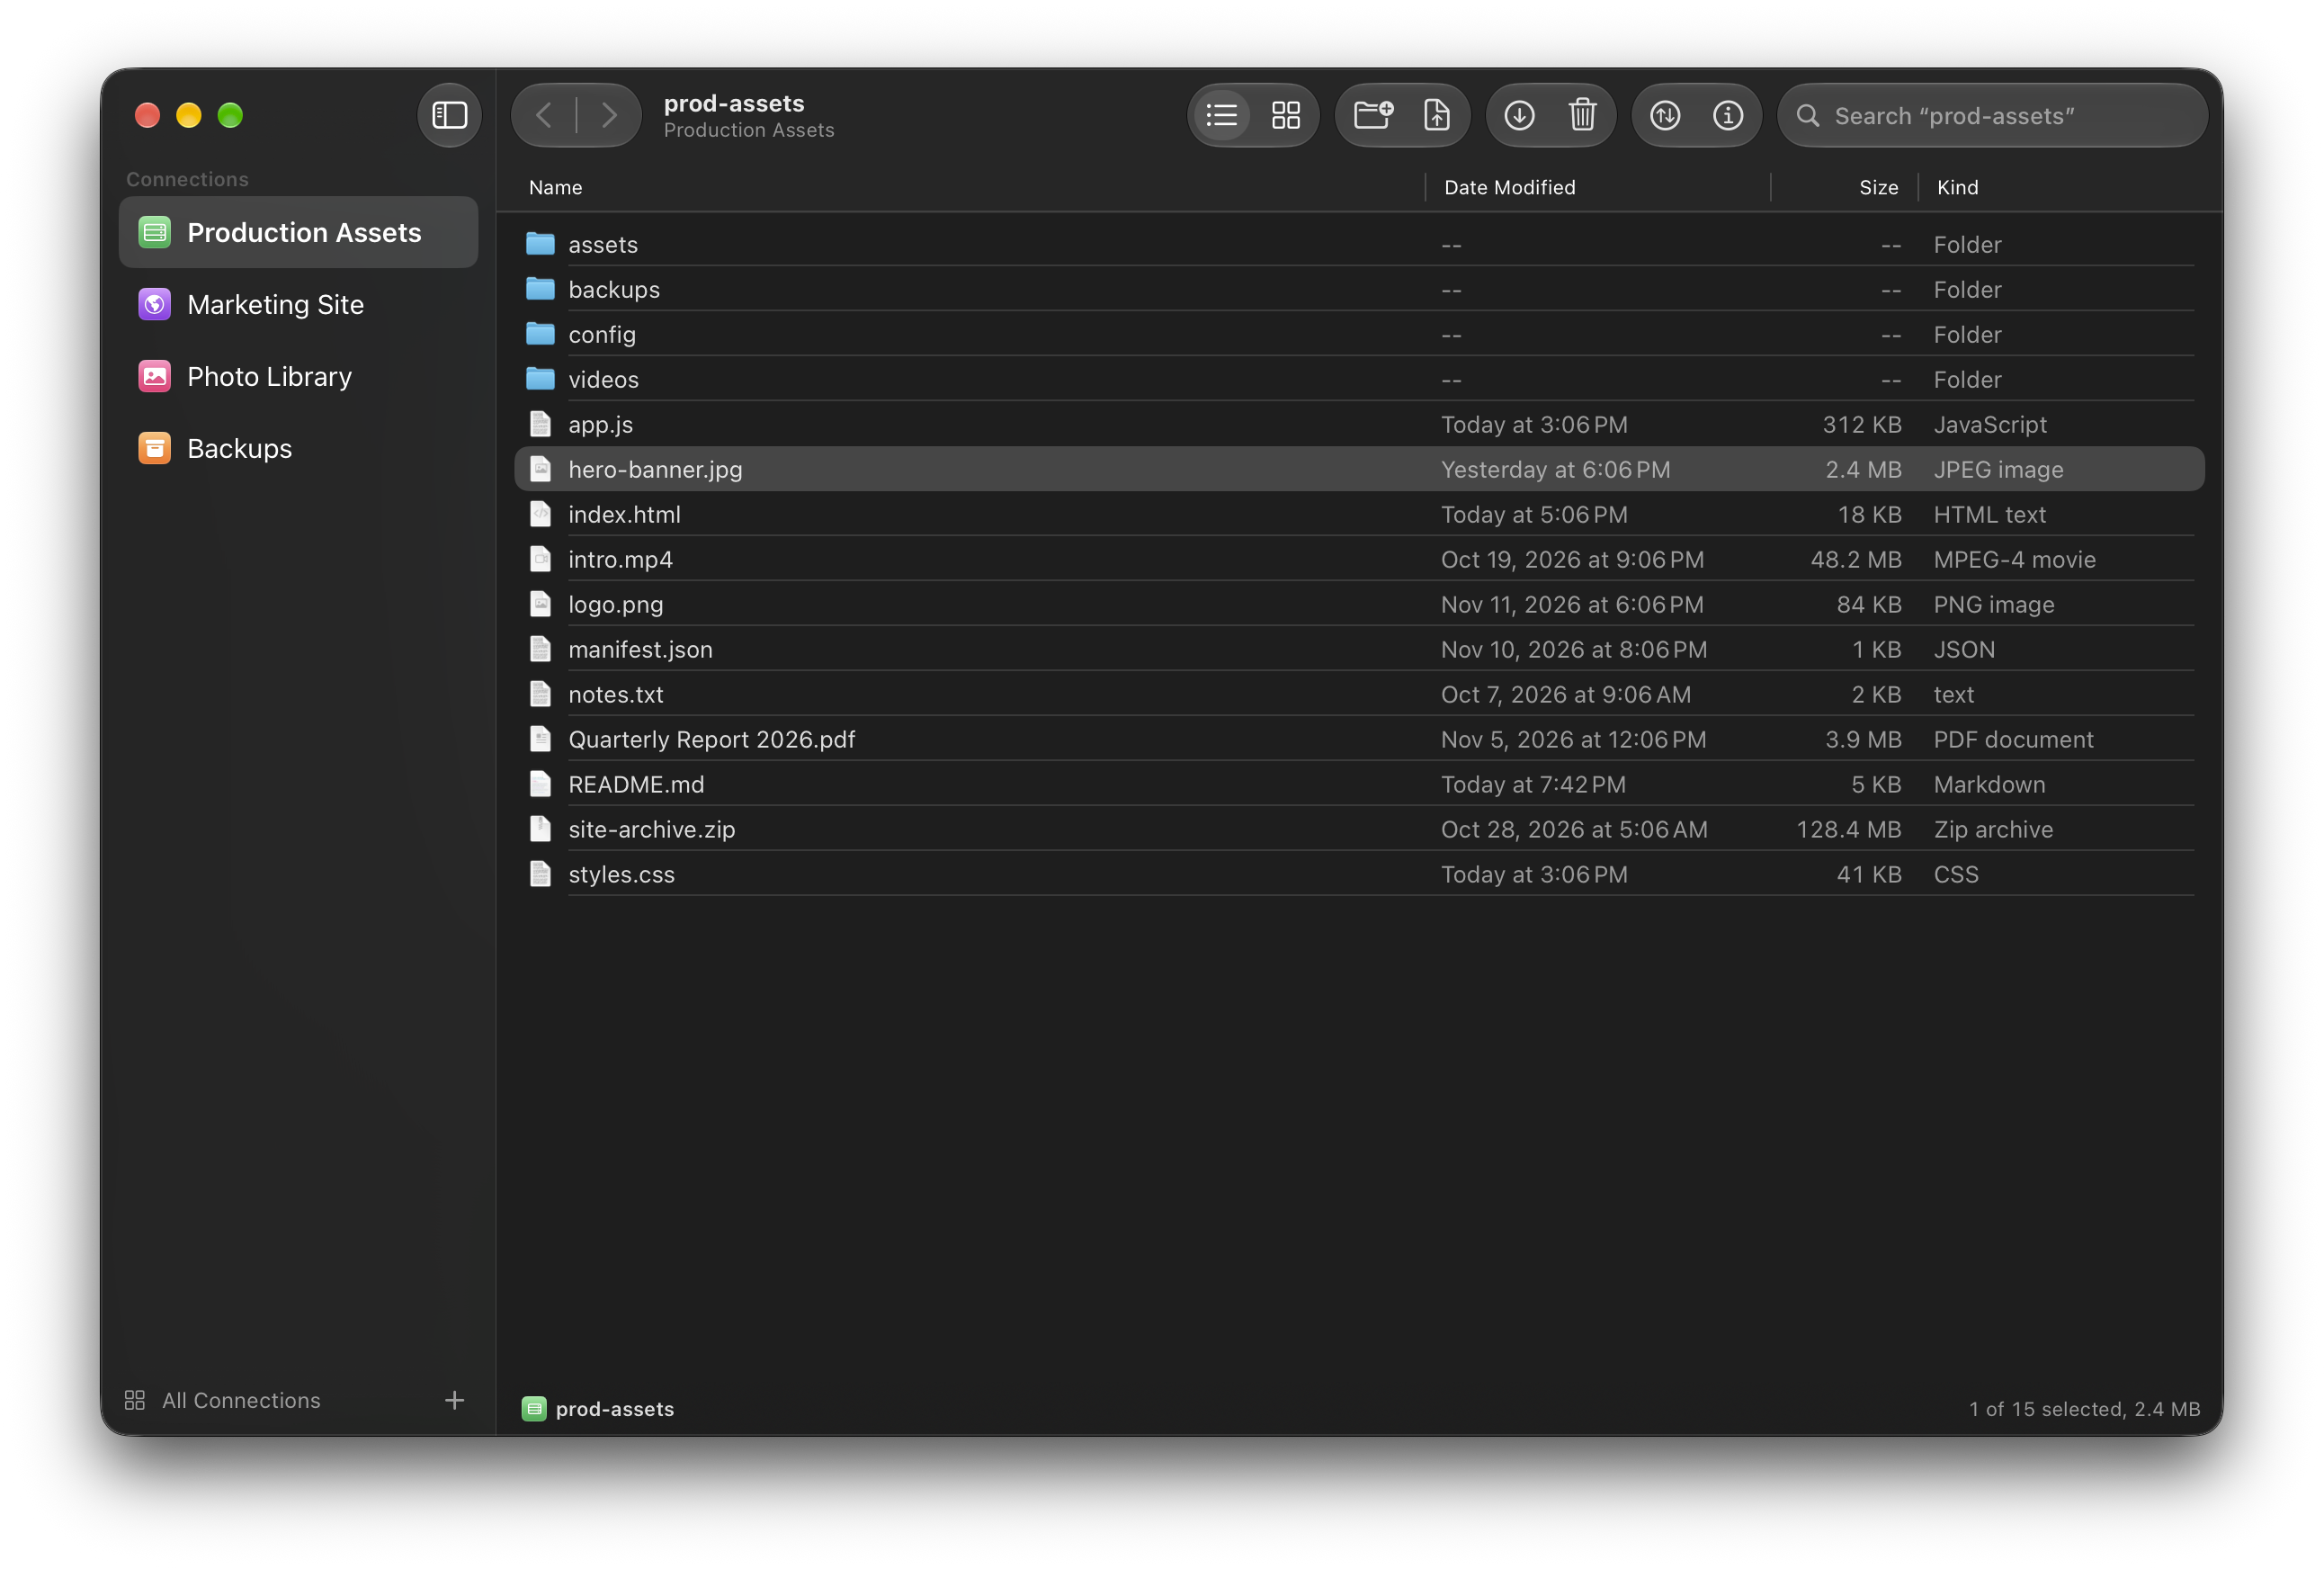 prod-assets
Production Assets
Search “prod-assets”
Connections
Production Assets
Marketing Site
Photo Library
Backups
Name Date Modified Size Kind
assets -- -- Folder
backups -- -- Folder
config -- -- Folder
videos -- -- Folder
app.js Today at 3:06 PM 312 KB JavaScript
hero-banner.jpg Yesterday at 6:06 PM 2.4 MB JPEG image
index.html Today at 5:06 PM 18 KB HTML text
intro.mp4 Oct 19, 2026 at 9:06 PM 48.2 MB MPEG-4 movie
logo.png Nov 11, 2026 at 6:06 PM 84 KB PNG image
manifest.json Nov 10, 2026 at 8:06 PM 1 KB JSON
notes.txt Oct 7, 2026 at 9:06 AM 2 KB text
Quarterly Report 2026.pdf Nov 5, 2026 at 12:06 PM 3.9 MB PDF document
README.md Today at 7:42 PM 5 KB Markdown
site-archive.zip Oct 28, 2026 at 5:06 AM 128.4 MB Zip archive
styles.css Today at 3:06 PM 41 KB CSS
All Connections
prod-assets
1 of 15 selected, 2.4 MB